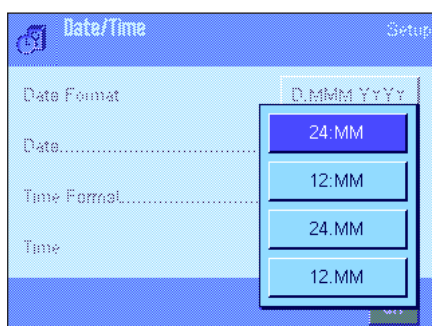 Date/Time
Setup
Date Format
D.MMM YYYY
Date
24:MM
12:MM
Time Format
24.MM
Time
12.MM